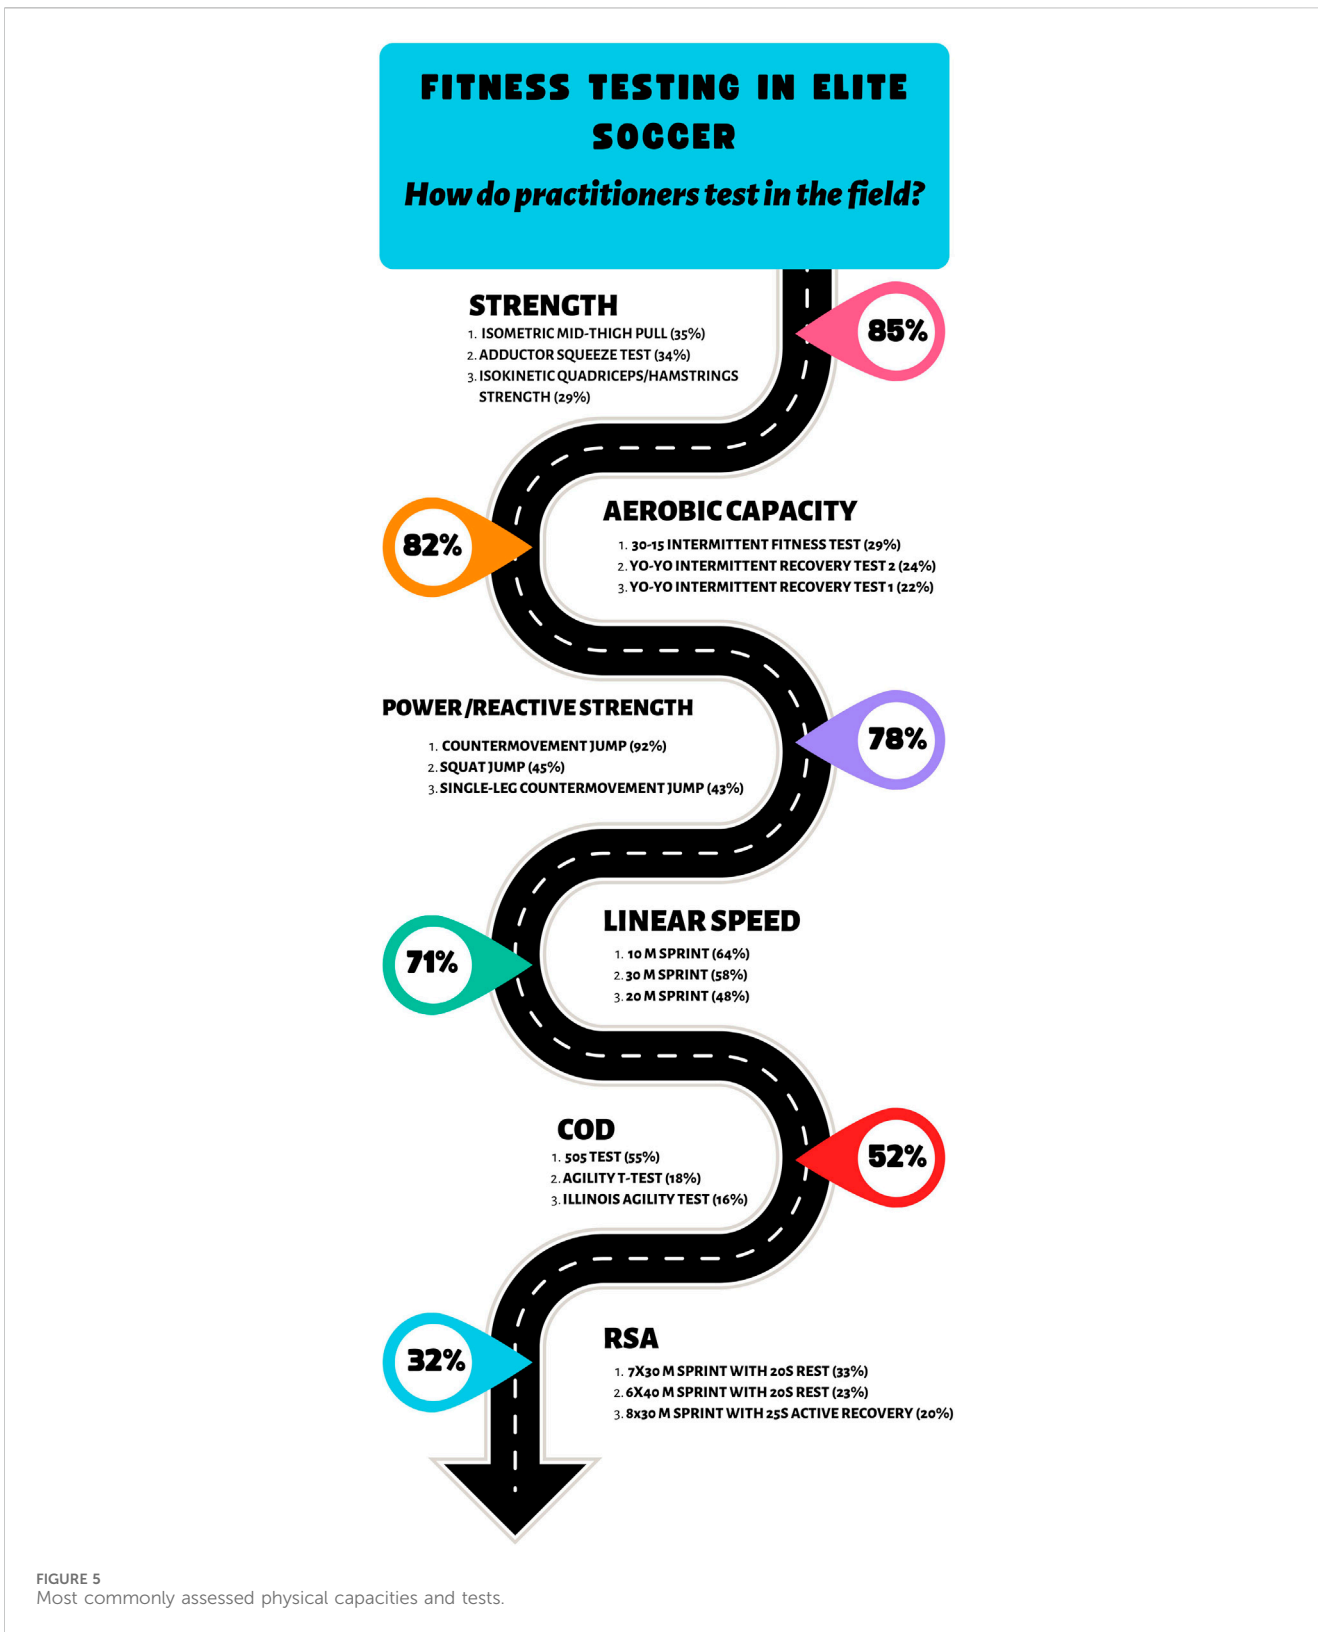 FITNESS TESTING IN ELITE
SOCCER
How do practitioners test in the field?
STRENGTH
1. ISOMETRIC MID-THIGH PULL (35%)
2. ADDUCTOR SQUEEZE TEST (34%)
3. ISOKINETIC QUADRICEPS/HAMSTRINGS
STRENGTH (29%)
85%
AEROBIC CAPACITY
1. 30-15 INTERMITTENT FITNESS TEST (29%)
2. YO-YO INTERMITTENT RECOVERY TEST 2 (24%)
3. YO-YO INTERMITTENT RECOVERY TEST 1 (22%)
82%
POWER/REACTIVE STRENGTH
1. COUNTERMOVEMENT JUMP (92%)
2. SQUAT JUMP (45%)
3. SINGLE-LEG COUNTERMOVEMENT JUMP (43%)
78%
LINEAR SPEED
1. 10 M SPRINT (64%)
2. 30 M SPRINT (58%)
3. 20 M SPRINT (48%)
71%
COD
1. 505 TEST (55%)
2. AGILITY T-TEST (18%)
3. ILLINOIS AGILITY TEST (16%)
52%
RSA
1. 7X30 M SPRINT WITH 20S REST (33%)
2. 6X40 M SPRINT WITH 20S REST (23%)
3. 8x30 M SPRINT WITH 25S ACTIVE RECOVERY (20%)
32%
FIGURE 5
Most commonly assessed physical capacities and tests.